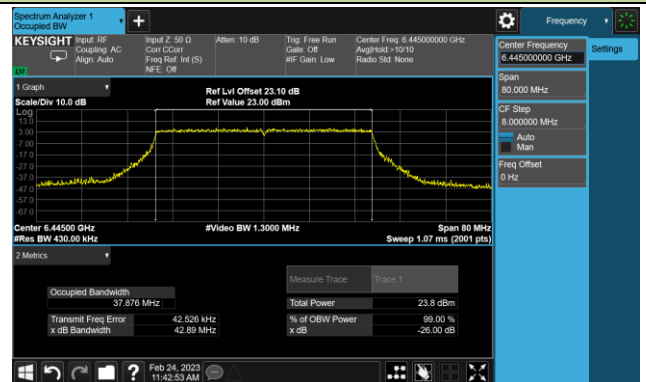 Spectrum Analyzer 1
Occupied BW
Frequency
KEYSIGHT
Input: RF
Coupling: AC
Align: Auto
Input Z: 50 Ω
Corr CCorr
Freq Ref: Int (S)
NFE: Off
Atten: 10 dB
Trig: Free Run
Gate: Off
#IF Gain: Low
Center Freq: 6.445000000 GHz
Avg|Hold:>10/10
Radio Std: None
Center Frequency
6.445000000 GHz
Settings
Span
80.000 MHz
CF Step
8.000000 MHz
Auto
Man
Freq Offset
0 Hz
1 Graph
Scale/Div 10.0 dB
Ref Lvl Offset 23.10 dB
Ref Value 23.00 dBm
Log
13.0
3.00
-7.00
-17.0
-27.0
-37.0
-47.0
-57.0
-67.0
Center 6.44500 GHz
#Video BW 1.3000 MHz
Span 80 MHz
#Res BW 430.00 kHz
Sweep 1.07 ms (2001 pts)
2 Metrics
Measure Trace
Trace 1
Occupied Bandwidth
37.876 MHz
Total Power
23.8 dBm
Transmit Freq Error
42.526 kHz
% of OBW Power
99.00 %
x dB Bandwidth
42.89 MHz
x dB
-26.00 dB
Feb 24, 2023
11:42:53 AM